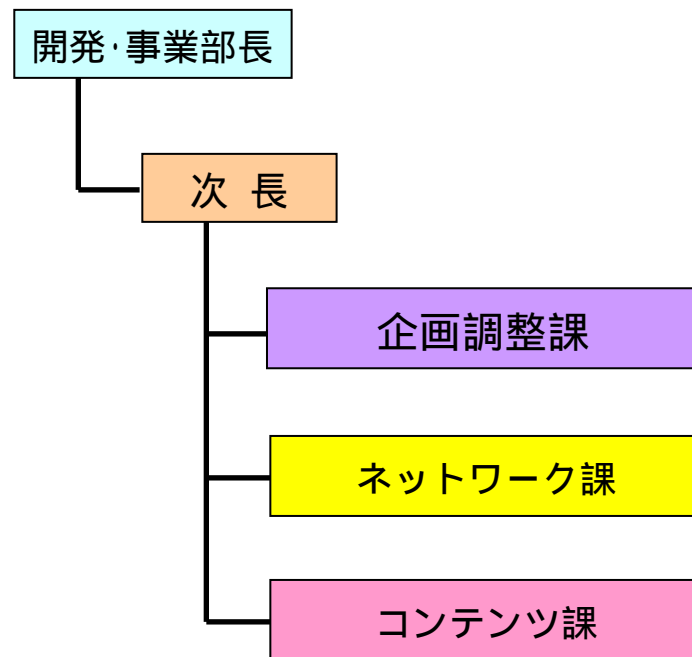 開発･事業部長
次 長
企画調整課
ネットワーク課
コンテンツ課